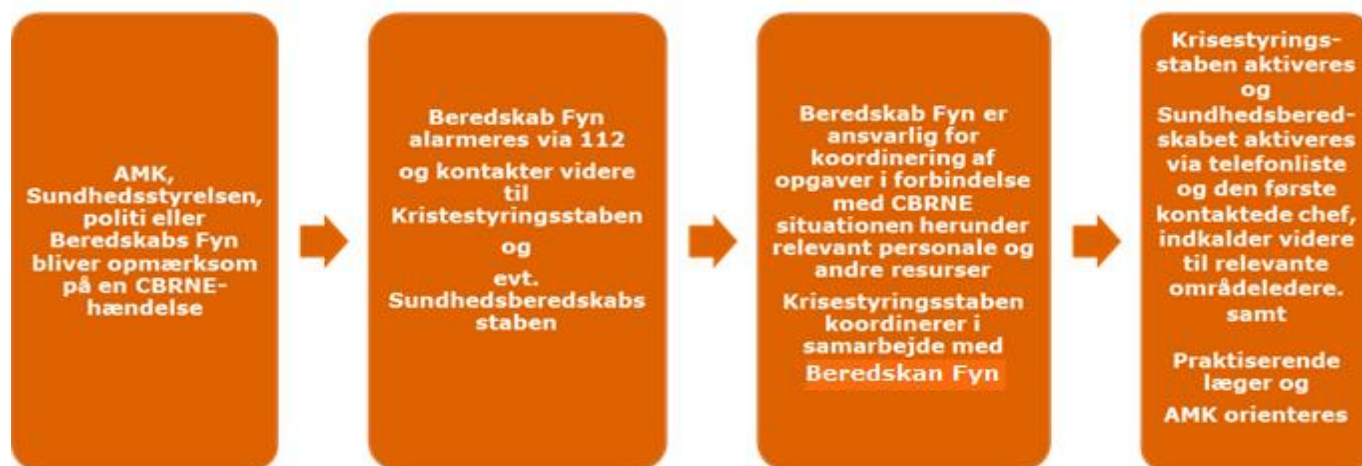 AMK,
Sundhedsstyrelsen,
politi eller
Beredskabs Fyn
bliver opmærksom
på en CBRNE-
hændelse
Beredskab Fyn
alarmeres via 112
og kontakter videre
til
Kristestyringsstaben
og
evt.
Sundhedsberedskabs
staben
Beredskab Fyn er
ansvarlig for
koordinering af
opgaver i forbindelse
med CBRNE
situationen herunder
relevant personale og
andre resurser
Krisestyringsstaben
koordinerer i
samarbejde med
Beredskan Fyn
Krisestyrings-
staben aktiveres
og
Sundhedsbered-
skabet aktiveres
via telefonliste
og den første
kontaktede chef,
indkalder videre
til relevante
områdeledere.
samt
Praktiserende
læger og
AMK orienteres